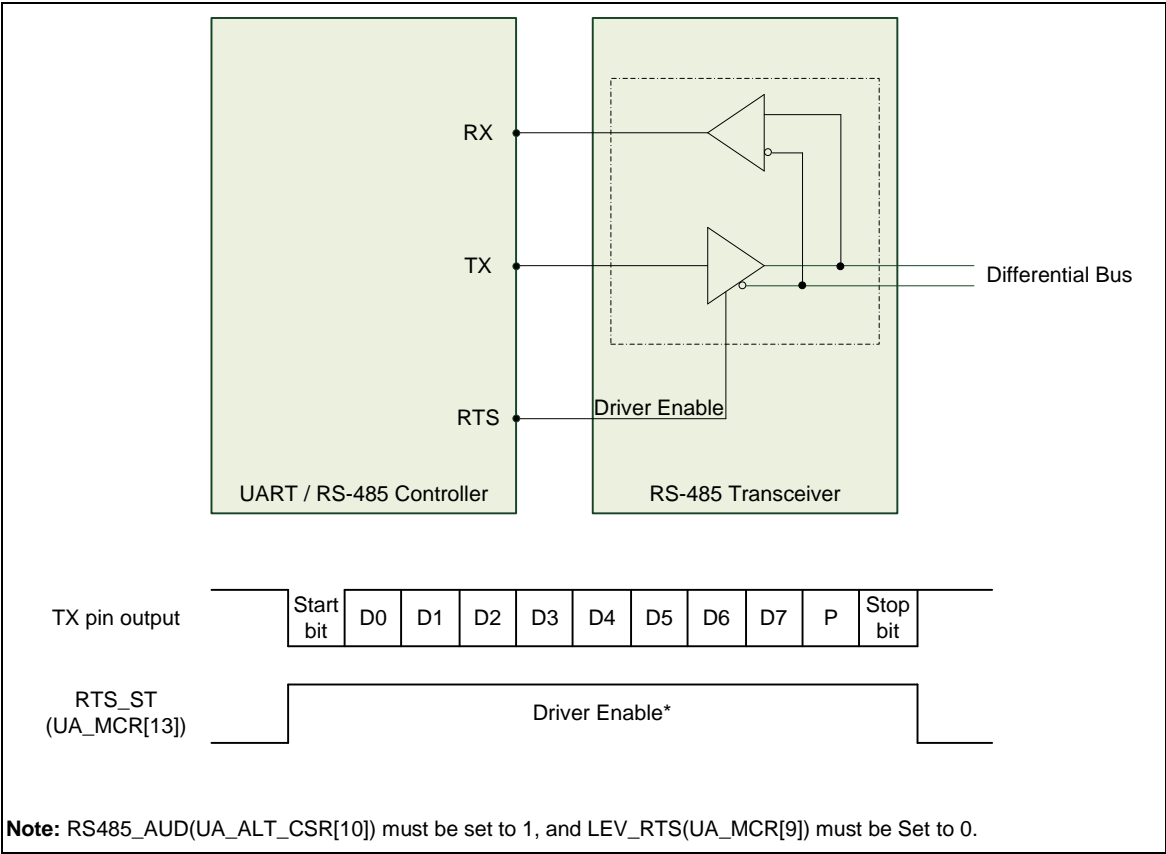 RX
TX
Differential Bus
RTS
Driver Enable
UART / RS-485 Controller
RS-485 Transceiver
TX pin output
Start
bit
D0
D1
D2
D3
D4
D5
D6
D7
P
Stop
bit
RTS_ST
(UA_MCR[13])
Driver Enable*
Note: RS485_AUD(UA_ALT_CSR[10]) must be set to 1, and LEV_RTS(UA_MCR[9]) must be Set to 0.